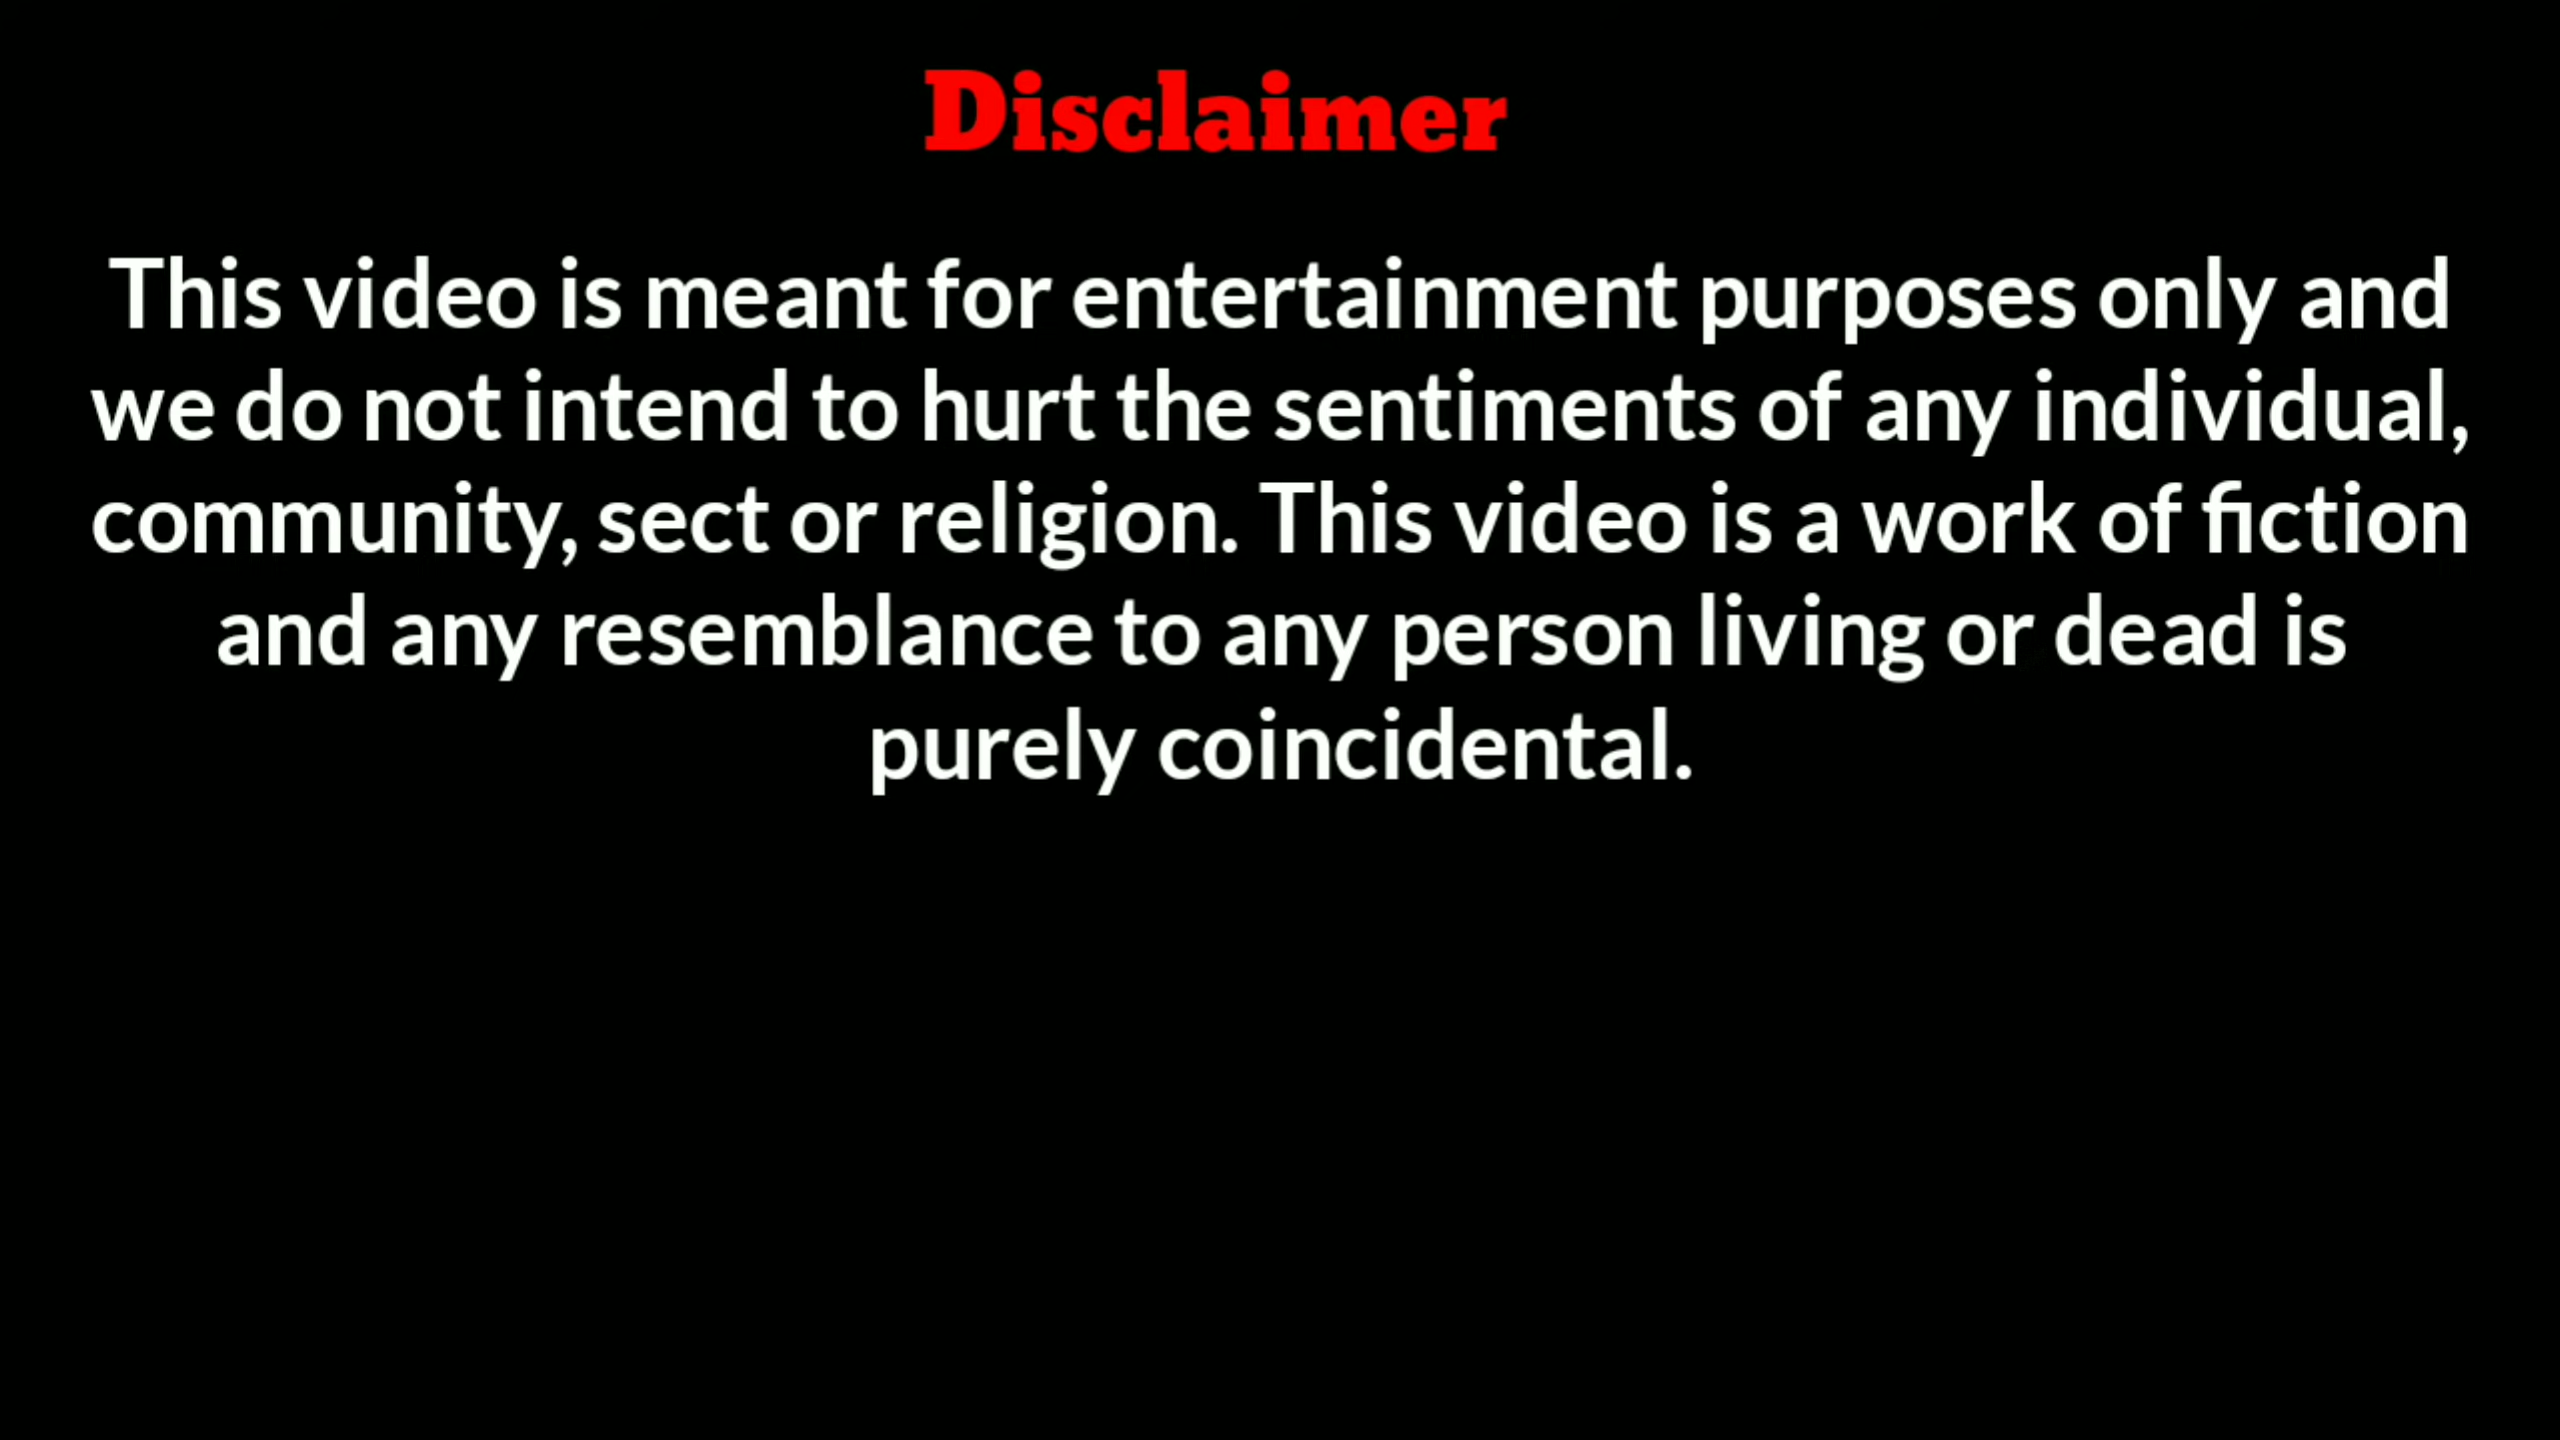 Disclaimer
This video is meant for entertainment purposes only and
we do not intend to hurt the sentiments of any individual,
community, sect or religion. This video is a work of fiction
and any resemblance to any person living or dead is
purely coincidental.